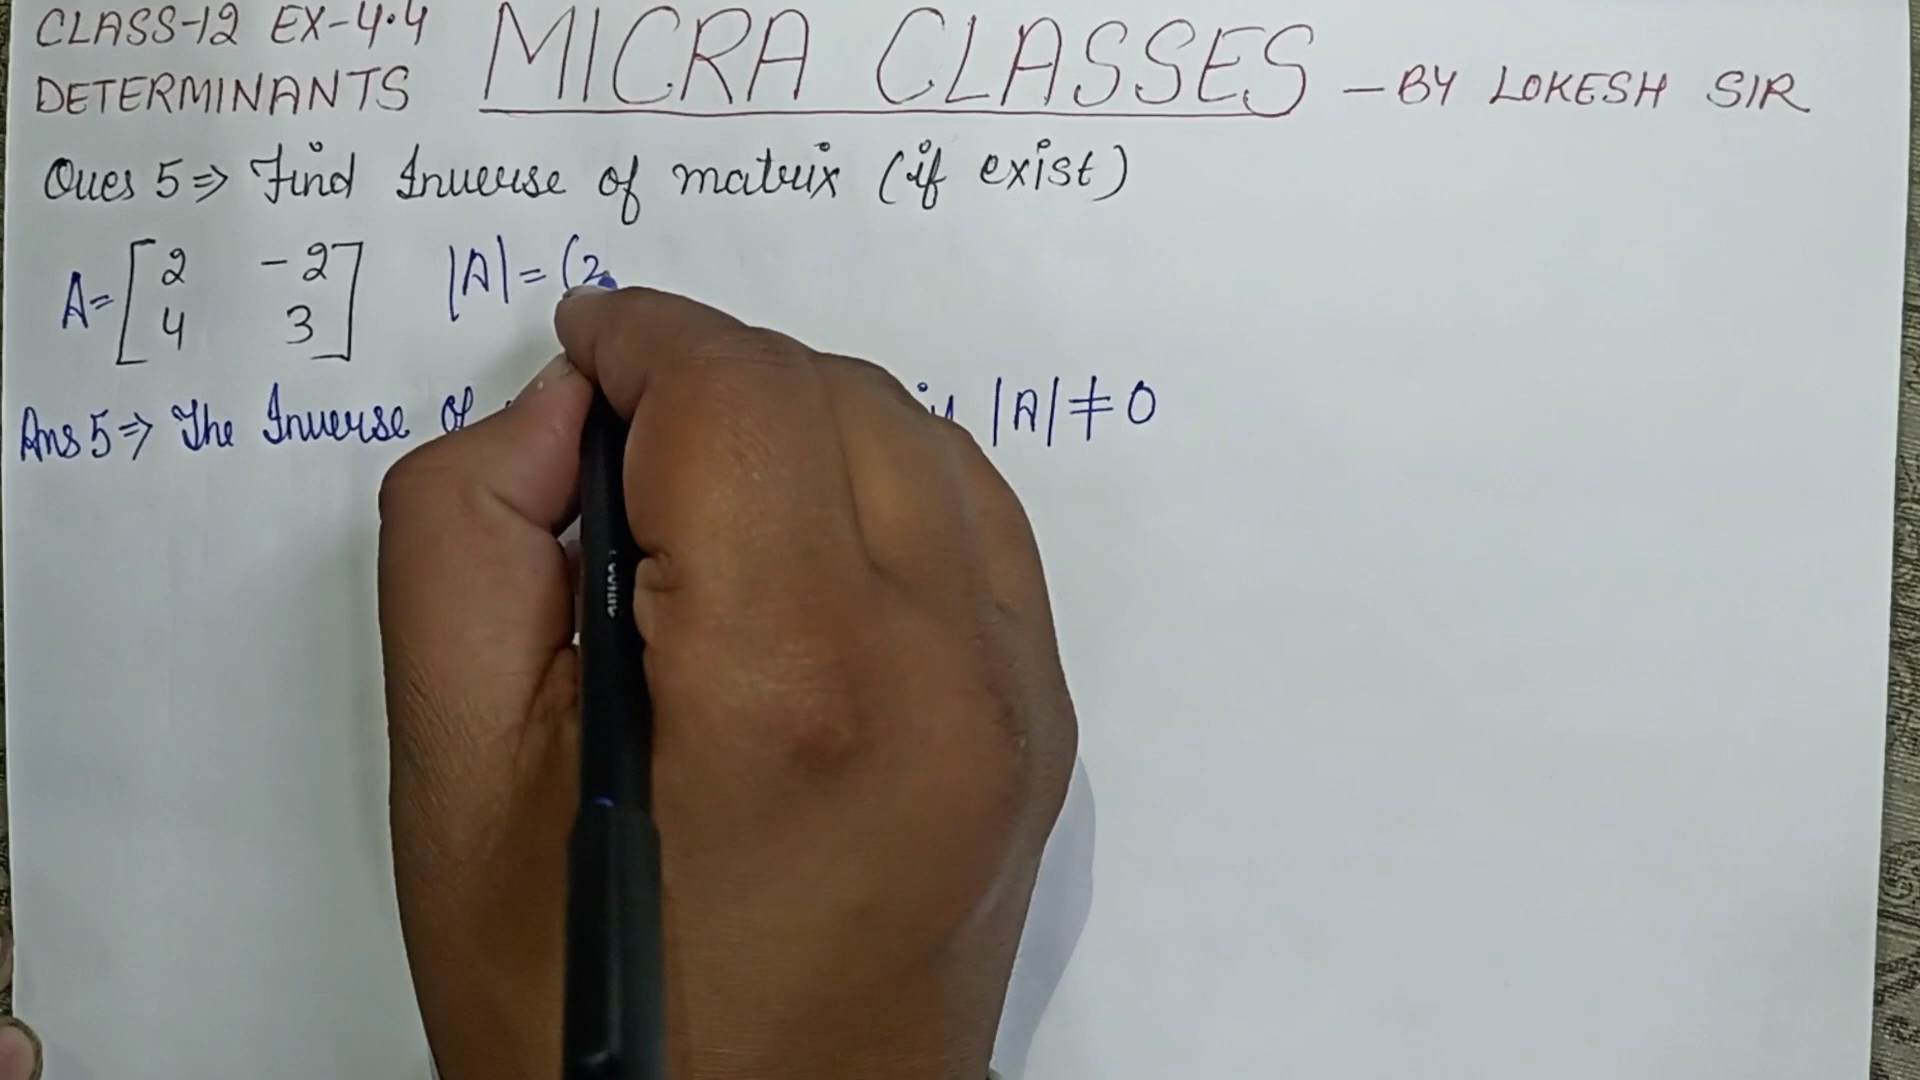 CLASS-12 EX-4.4
DETERMINANTS
MICRA CLASSES
- BY LOKESH SIR
Ques 5 ⇒ Find Inverse of matrix (if exist)
A = [2 -2
4 3]
|A| = (2
Ans 5 ⇒ The Inverse of
|A| ≠ 0